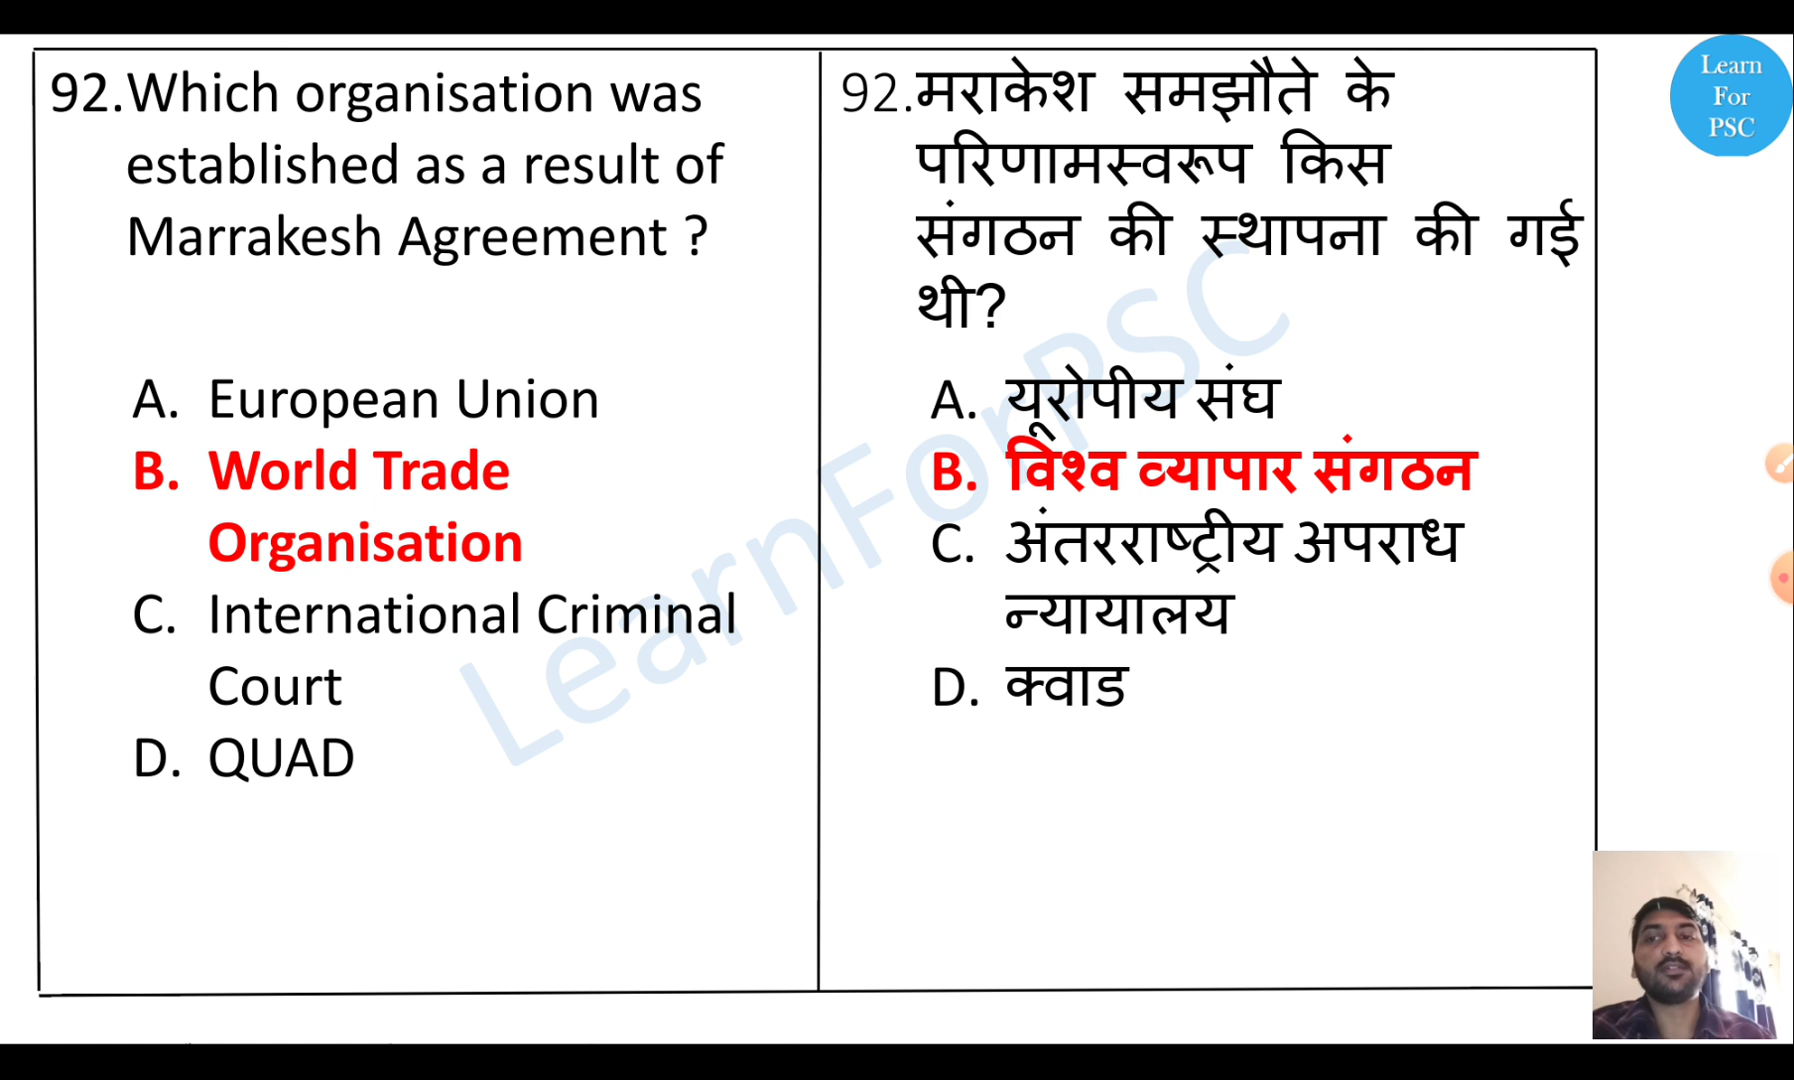 92.Which organisation was
established as a result of
Marrakesh Agreement ?
A. European Union
B. World Trade
Organisation
C. International Criminal
Court
D. QUAD
92.मराकेश समझौते के
परिणामस्वरूप किस
संगठन की स्थापना की गई
थी?
A. यूरोपीय संघ
B. विश्व व्यापार संगठन
C. अंतरराष्ट्रीय अपराध
न्यायालय
D. क्वाड
Learn
For
PSC
LearnForPSC